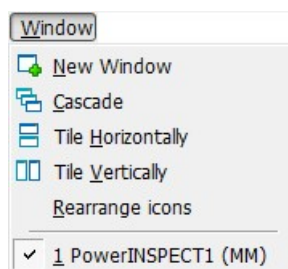 Window
New Window
Cascade
Tile Horizontally
Tile Vertically
Rearrange icons
1 PowerINSPECT1 (MM)